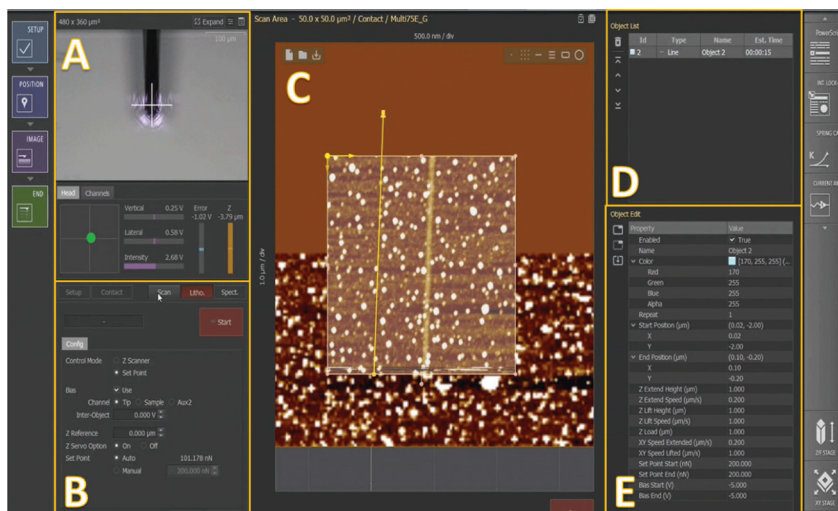 SETUP
POSITION
IMAGE
END
480 x 360 µm²
Expand
100 µm
A
Head
Channels
Vertical
0.25 V
Lateral
0.58 V
Intensity
2.68 V
Error
-1.02 V
Z
-3.79 µm
Setup
Contact
Scan
Litho.
Spect.
-
Start
Config
Control Mode
Z Scanner
Set Point
Bias
Use
Channel
Tip
Sample
Aux2
Inter-Object
0.000 V
Z Reference
0.000 µm
Z Servo Option
On
Off
Set Point
Auto
101.178 nN
Manual
200.000 nN
B
Scan Area - 50.0 x 50.0 µm² / Contact / Multi75E_G
500.0 nm / div
1.0 µm / div
C
Object List
Id Type Name Est. Time
2 - Line Object 2 00:00:15
D
Object Edit
Property Value
Enabled True
Name Object 2
Color [170, 255, 255] (...
Red 170
Green 255
Blue 255
Alpha 255
Repeat 1
Start Position (µm) (0.02, -2.00)
X 0.02
Y -2.00
End Position (µm) (0.10, -0.20)
X 0.10
Y -0.20
Z Extend Height (µm) 1.000
Z Extend Speed (µm/s) 0.200
Z Lift Height (µm) 1.000
Z Lift Speed (µm/s) 1.000
Z Load (µm) 1.000
XY Speed Extended (µm/s) 0.200
XY Speed Lifted (µm/s) 1.000
Set Point Start (nN) 200.000
Set Point End (nN) 200.000
Bias Start (V) -5.000
Bias End (V) -5.000
E
SPRING CA
CURRENT AM
XY STAGE